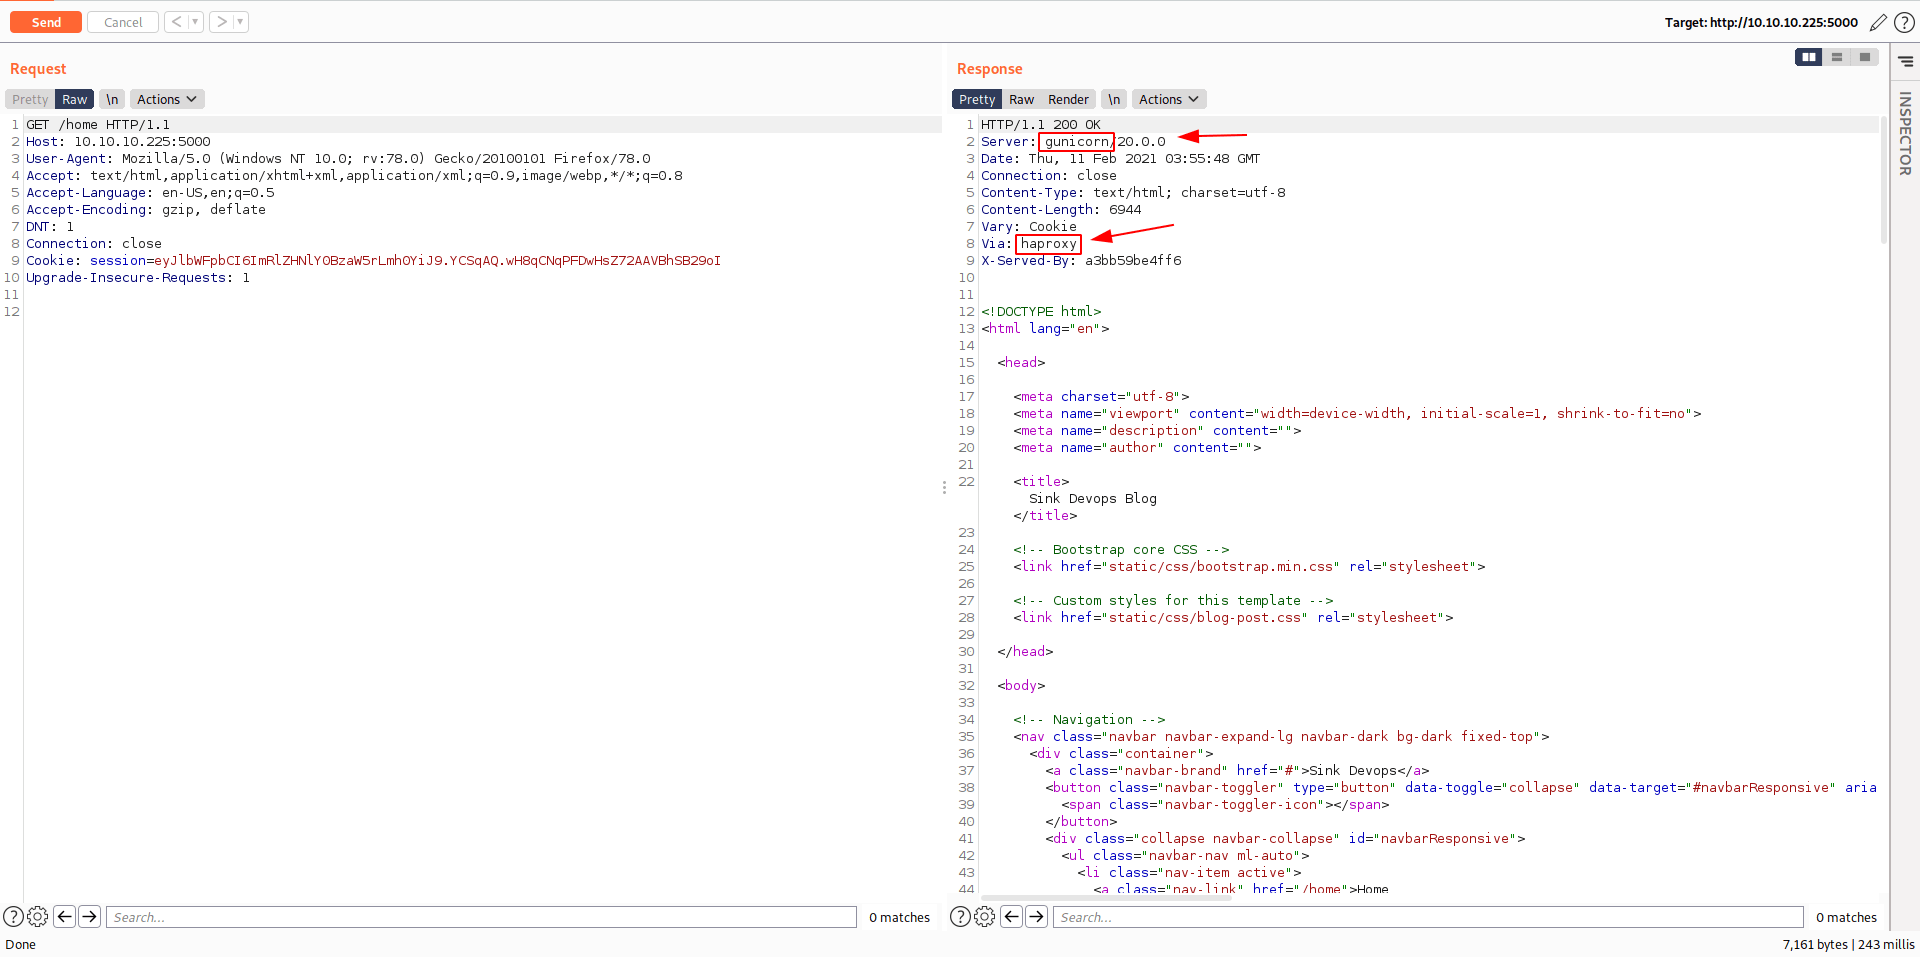 Send Cancel < ▼ > ▼ Target: http://10.10.10.225:5000
Request
Pretty Raw \n Actions
1 GET /home HTTP/1.1
2 Host: 10.10.10.225:5000
3 User-Agent: Mozilla/5.0 (Windows NT 10.0; rv:78.0) Gecko/20100101 Firefox/78.0
4 Accept: text/html,application/xhtml+xml,application/xml;q=0.9,image/webp,*/*;q=0.8
5 Accept-Language: en-US,en;q=0.5
6 Accept-Encoding: gzip, deflate
7 DNT: 1
8 Connection: close
9 Cookie: session=eyJlbWFpbCI6ImRlZHNlY0BzaW5rLmh0YiJ9.YCSqAQ.wH8qCNqPFDwHsZ72AAVBhSB29oI
10 Upgrade-Insecure-Requests: 1
11
12
Search... 0 matches
Done
Response
Pretty Raw Render \n Actions
INSPECTOR
1 HTTP/1.1 200 OK
2 Server: gunicorn/20.0.0
3 Date: Thu, 11 Feb 2021 03:55:48 GMT
4 Connection: close
5 Content-Type: text/html; charset=utf-8
6 Content-Length: 6944
7 Vary: Cookie
8 Via: haproxy
9 X-Served-By: a3bb59be4ff6
10
11
12 <!DOCTYPE html>
13 <html lang="en">
14
15 <head>
16
17 <meta charset="utf-8">
18 <meta name="viewport" content="width=device-width, initial-scale=1, shrink-to-fit=no">
19 <meta name="description" content="">
20 <meta name="author" content="">
21
22 <title>
Sink Devops Blog
</title>
23
24 <!-- Bootstrap core CSS -->
25 <link href="static/css/bootstrap.min.css" rel="stylesheet">
26
27 <!-- Custom styles for this template -->
28 <link href="static/css/blog-post.css" rel="stylesheet">
29
30 </head>
31
32 <body>
33
34 <!-- Navigation -->
35 <nav class="navbar navbar-expand-lg navbar-dark bg-dark fixed-top">
36 <div class="container">
37 <a class="navbar-brand" href="#">Sink Devops</a>
38 <button class="navbar-toggler" type="button" data-toggle="collapse" data-target="#navbarResponsive" aria
39 <span class="navbar-toggler-icon"></span>
40 </button>
41 <div class="collapse navbar-collapse" id="navbarResponsive">
42 <ul class="navbar-nav ml-auto">
43 <li class="nav-item active">
44 <a class="nav-link" href="/home">Home
Search... 0 matches
7,161 bytes | 243 millis